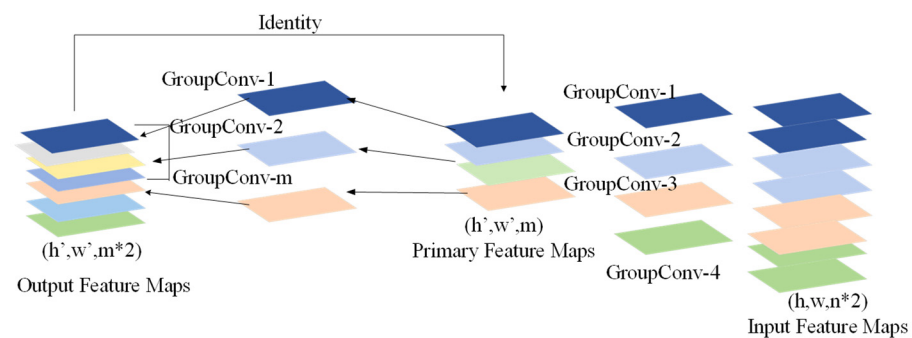 Identity
GroupConv-1
GroupConv-2
GroupConv-m
(h’,w’,m*2)
Output Feature Maps
(h’,w’,m)
Primary Feature Maps
GroupConv-1
GroupConv-2
GroupConv-3
GroupConv-4
(h,w,n*2)
Input Feature Maps